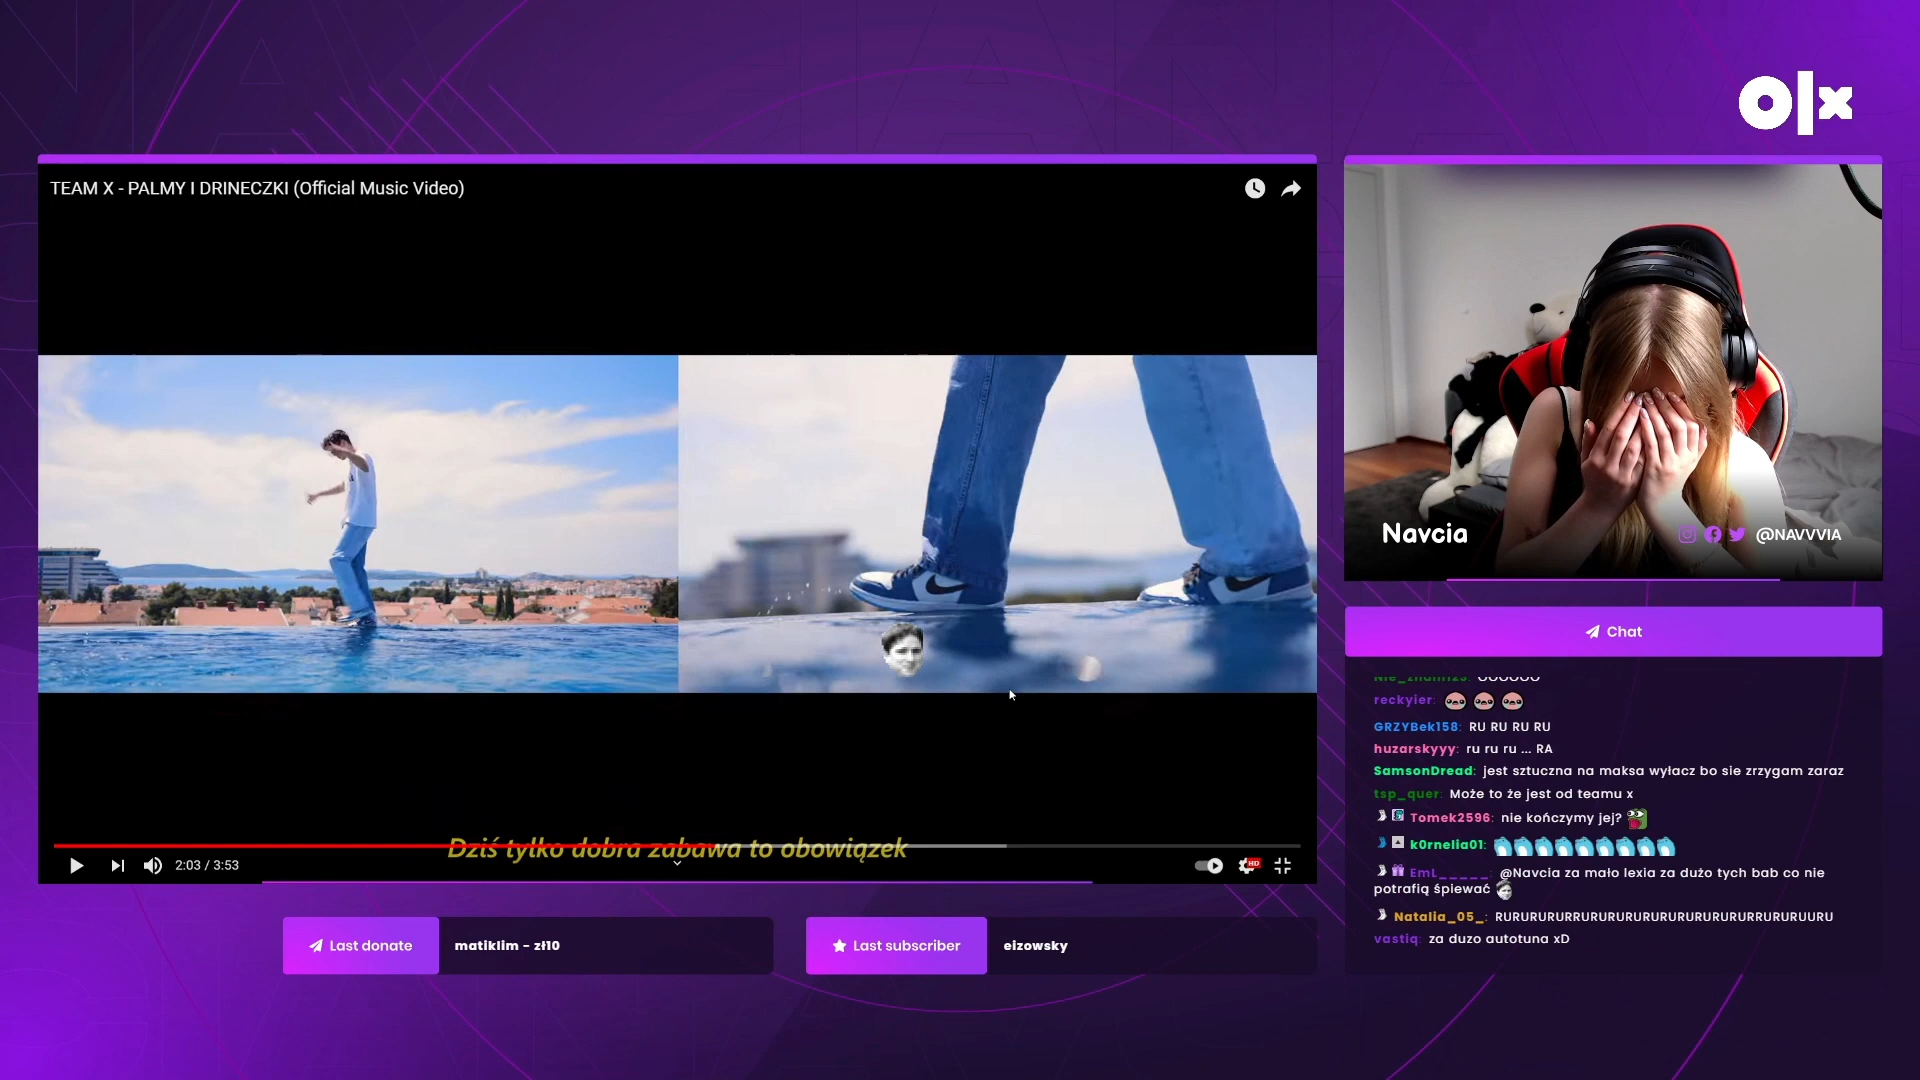 olx
TEAM X - PALMY I DRINECZKI (Official Music Video)
Dziś tylko dobra zabawa to obowiązek
2:03 / 3:53
HD
Navcia
@NAVVVIA
Chat
reckyier:
GRZYBek158: RU RU RU RU
huzarskyyy: ru ru ru ... RA
SamsonDread: jest sztuczna na maksa wyłacz bo sie zrzygam zaraz
tsp_quer: Może to że jest od teamu x
Tomek2596: nie kończymy jej?
k0rnelia01:
EmL_____: @Navcia za mało lexia za dużo tych bab co nie
potrafią śpiewać
Natalia_05_: RURURURURRURURURURURURURURURURRURURUURU
vastiq: za duzo autotuna xD
Last donate
matiklim - zł10
Last subscriber
eizowsky